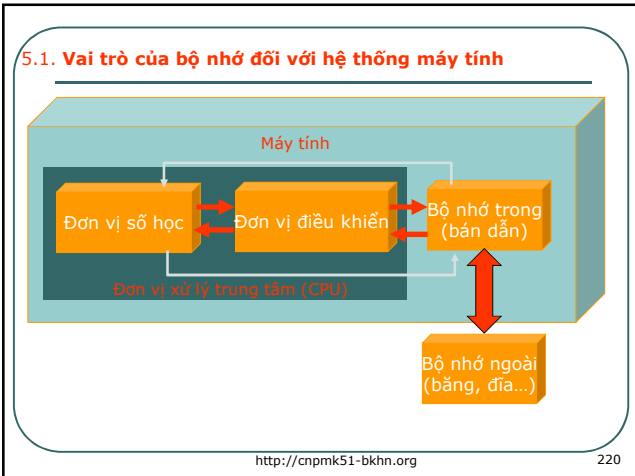 5.1. Vai trò của bộ nhớ đối với hệ thống máy tính
Máy tính
Đơn vị số học
Đơn vị điều khiển
Bộ nhớ trong
(bán dẫn)
Đơn vị xử lý trung tâm (CPU)
Bộ nhớ ngoài
(băng, đĩa…)
http://cnpmk51-bkhn.org
220